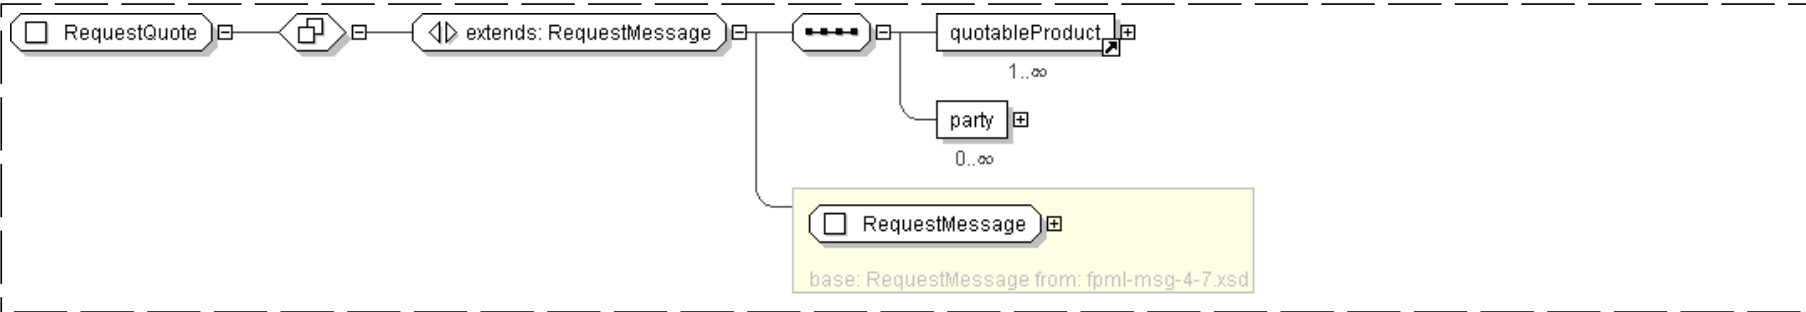 RequestQuote
extends: RequestMessage
quotableProduct
1..∞
party
0..∞
RequestMessage
base: RequestMessage from: fpml-msg-4-7.xsd